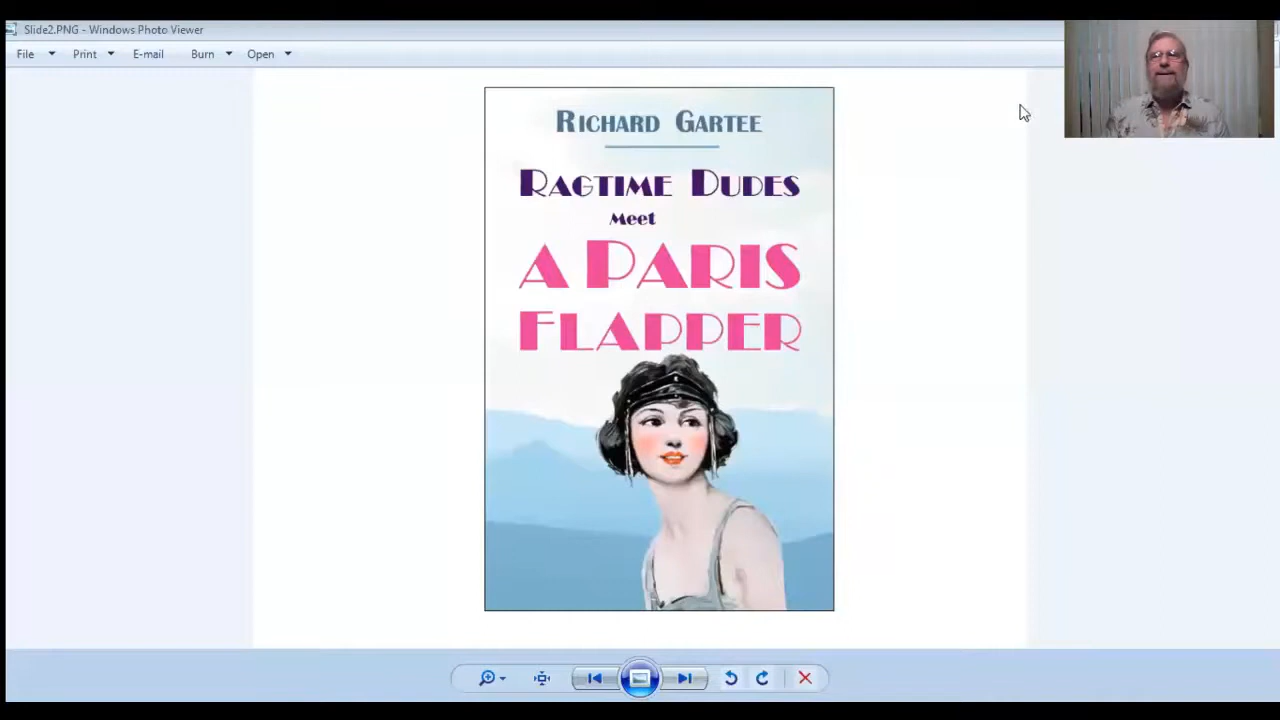 Slide2.PNG - Windows Photo Viewer
File Print E-mail Burn Open
RICHARD GARTEE
RAGTIME DUDES
Meet
A PARIS
FLAPPER